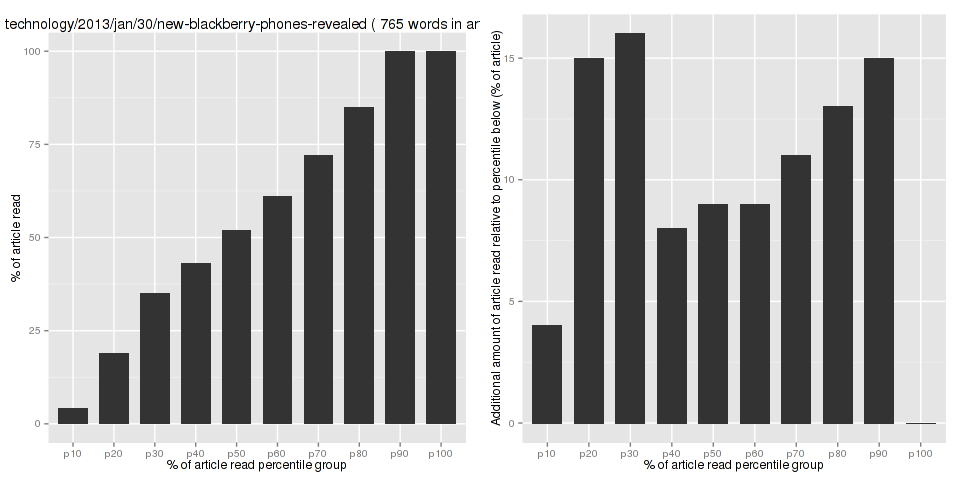 technology/2013/jan/30/new-blackberry-phones-revealed ( 765 words in ar
100
75
50
25
0
% of article read
p10 p20 p30 p40 p50 p60 p70 p80 p90 p100
% of article read percentile group
15
10
5
0
Additional amount of article read relative to percentile below (% of article)
p10 p20 p30 p40 p50 p60 p70 p80 p90 p100
% of article read percentile group